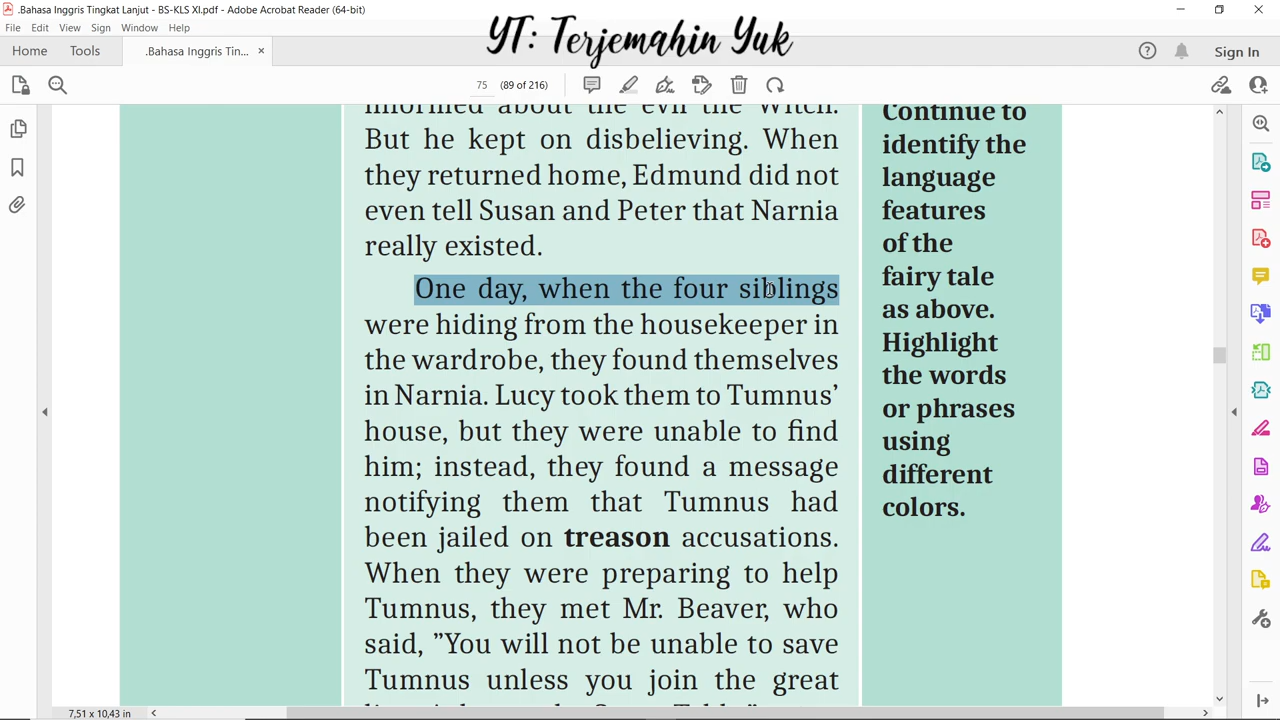 .Bahasa Inggris Tingkat Lanjut - BS-KLS XI.pdf - Adobe Acrobat Reader (64-bit)
File Edit View Sign Window Help
YT: Terjemahin Yuk
Home Tools .Bahasa Inggris Tin... Sign In
75 (89 of 216)
informed about the evil the Witch.
But he kept on disbelieving. When
they returned home, Edmund did not
even tell Susan and Peter that Narnia
really existed.
One day, when the four siblings
were hiding from the housekeeper in
the wardrobe, they found themselves
in Narnia. Lucy took them to Tumnus’
house, but they were unable to find
him; instead, they found a message
notifying them that Tumnus had
been jailed on treason accusations.
When they were preparing to help
Tumnus, they met Mr. Beaver, who
said, ”You will not be unable to save
Tumnus unless you join the great
Continue to
identify the
language
features
of the
fairy tale
as above.
Highlight
the words
or phrases
using
different
colors.
7,51 x 10,43 in